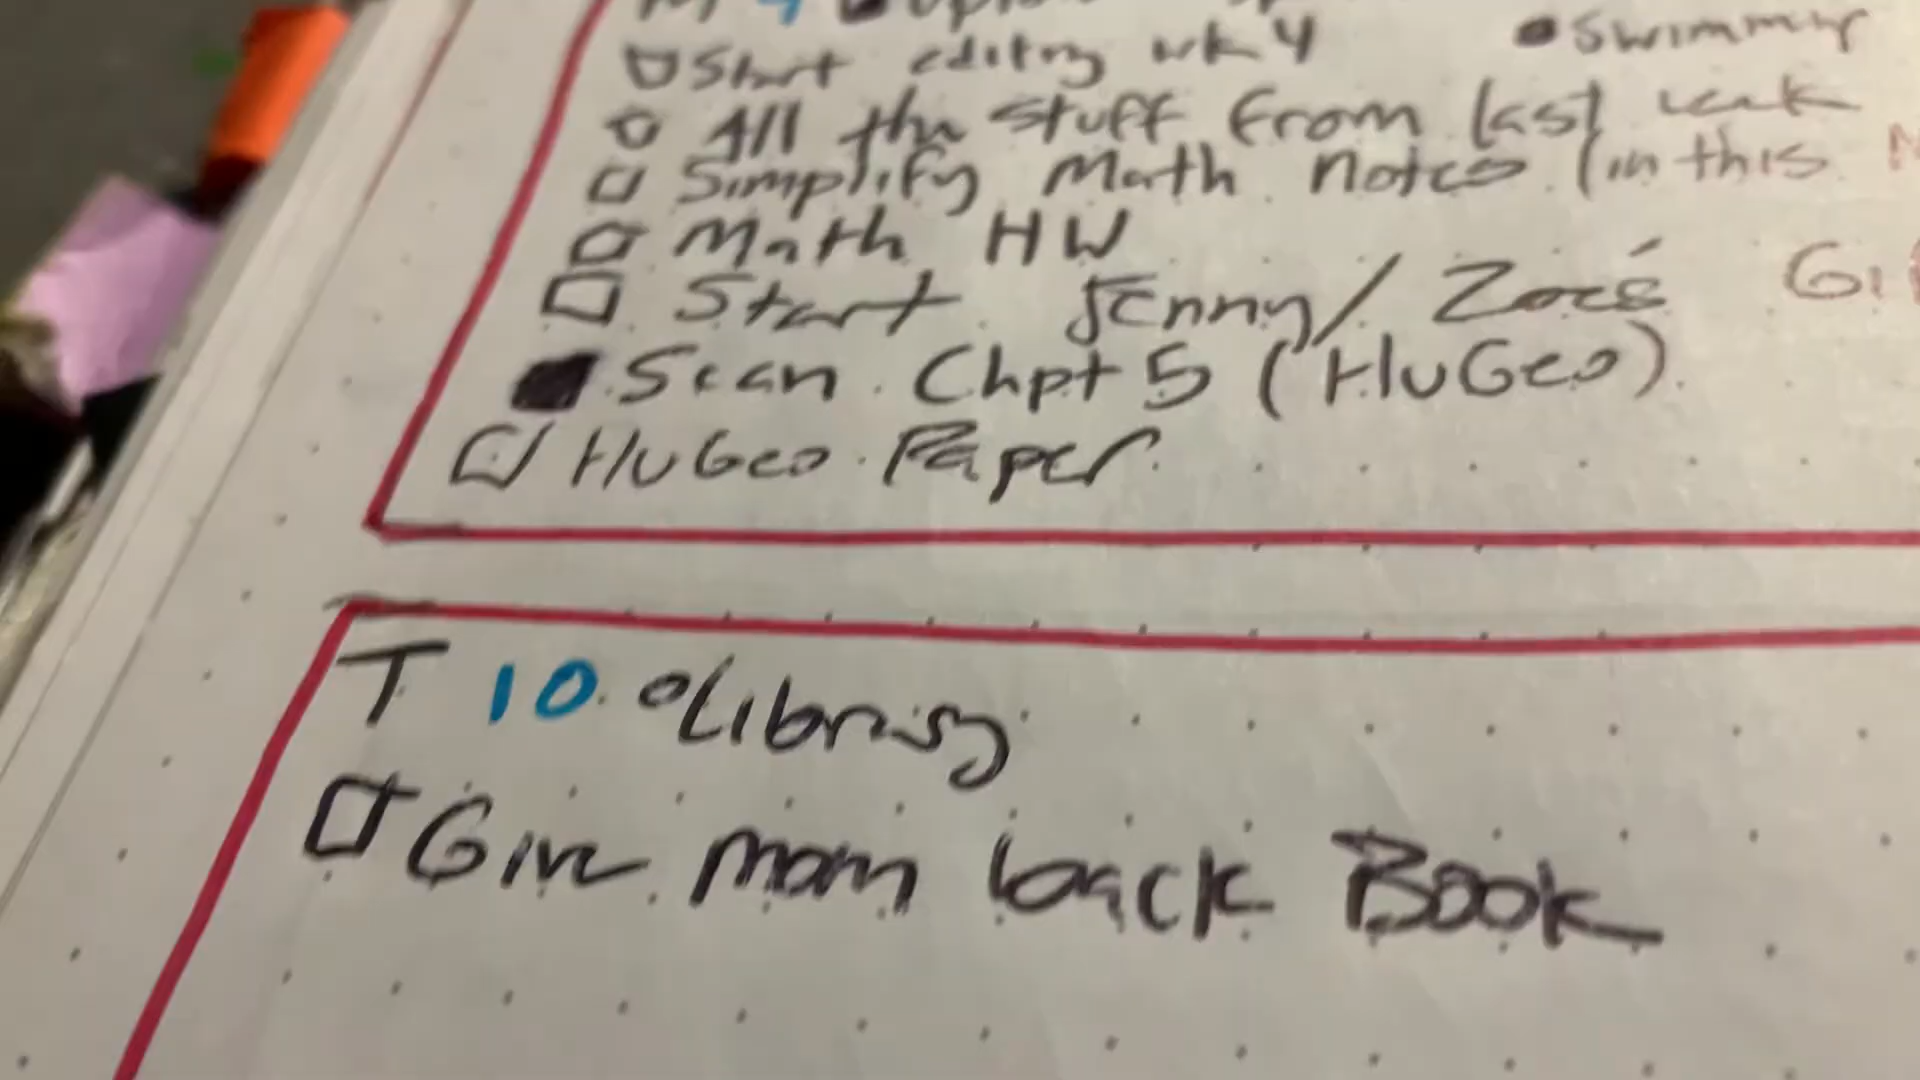 Start editing wk 4 • Swimming
All the stuff from last week
Simplify Math Notes (in this
Math HW
Start Jenny/Zoes
Scan Chpt 5 (HuGeo)
HuGeo Paper
T 10 Library
Give mom back Book